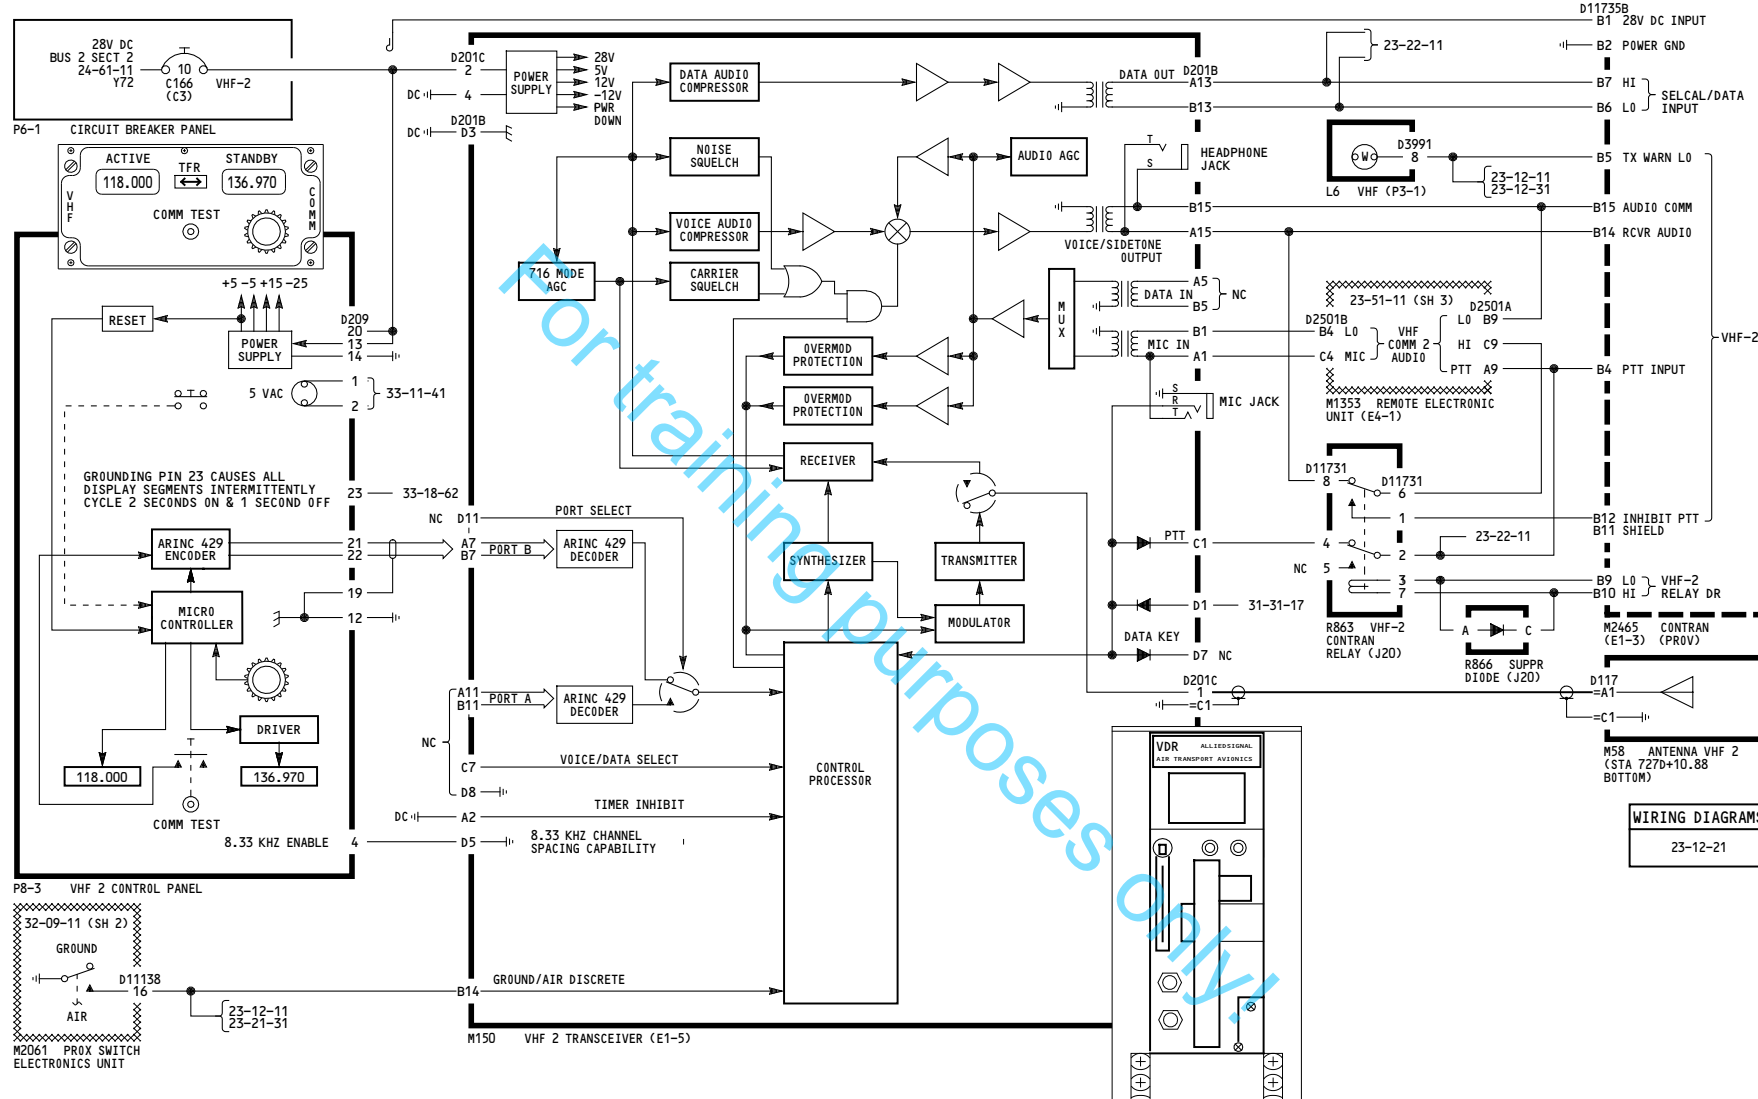 28V DC
BUS 2 SECT 2
24-61-11
Y72
10
C166
(C3)
VHF-2
P6-1 CIRCUIT BREAKER PANEL
ACTIVE
TFR
STANDBY
118.000
136.970
VHF
COMM
COMM TEST
+5 -5 +15 -25
RESET
POWER
SUPPLY
D209
20
13
14
5 VAC
1
2
33-11-41
GROUNDING PIN 23 CAUSES ALL
DISPLAY SEGMENTS INTERMITTENTLY
CYCLE 2 SECONDS ON & 1 SECOND OFF
23
33-18-62
ARINC 429
ENCODER
21
22
MICRO
CONTROLLER
19
12
DRIVER
118.000
136.970
COMM TEST
8.33 KHZ ENABLE
4
P8-3 VHF 2 CONTROL PANEL
32-09-11 (SH 2)
GROUND
D11138
16
AIR
23-12-11
23-21-31
M2061 PROX SWITCH
ELECTRONICS UNIT
D201C
2
DC
4
D201B
DC
D3
POWER
SUPPLY
28V
5V
12V
-12V
PWR
DOWN
DATA AUDIO
COMPRESSOR
NOISE
SQUELCH
VOICE AUDIO
COMPRESSOR
716 MODE
AGC
CARRIER
SQUELCH
AUDIO AGC
DATA OUT
D201B
A13
B13
T
S
HEADPHONE
JACK
B15
A15
VOICE/SIDETONE
OUTPUT
MUX
A5
DATA IN
B5
NC
B1
MIC IN
A1
OVERMOD
PROTECTION
OVERMOD
PROTECTION
S
R
T
MIC JACK
RECEIVER
SYNTHESIZER
TRANSMITTER
MODULATOR
NC
D11
PORT SELECT
A7
B7
PORT B
ARINC 429
DECODER
A11
B11
PORT A
ARINC 429
DECODER
NC
C7
VOICE/DATA SELECT
D8
DC
A2
TIMER INHIBIT
D5
8.33 KHZ CHANNEL
SPACING CAPABILITY
CONTROL
PROCESSOR
B14
GROUND/AIR DISCRETE
M150 VHF 2 TRANSCEIVER (E1-5)
PTT
C1
D1
31-31-17
DATA KEY
D7
NC
D201C
1
=C1
VDR
ALLIEDSIGNAL
AIR TRANSPORT AVIONICS
23-22-11
W
D3991
8
L6 VHF (P3-1)
23-12-11
23-12-31
23-51-11 (SH 3)
D2501B
B4 LO
C4 MIC
VHF
COMM 2
AUDIO
D2501A
LO B9
HI C9
PTT A9
M1353 REMOTE ELECTRONIC
UNIT (E4-1)
D11731
8
D11731
6
1
4
2
NC 5
3
7
23-22-11
R863 VHF-2
CONTRAN
RELAY (J20)
A
C
R866 SUPPR
DIODE (J20)
D11735B
B1 28V DC INPUT
B2 POWER GND
B7 HI
B6 LO
SELCAL/DATA
INPUT
B5 TX WARN LO
B15 AUDIO COMM
B14 RCVR AUDIO
VHF-2
B4 PTT INPUT
B12 INHIBIT PTT
B11 SHIELD
B9 LO
B10 HI
VHF-2
RELAY DR
M2465 CONTRAN
(E1-3) (PROV)
D117
=A1
=C1
M58 ANTENNA VHF 2
(STA 727D+10.88
BOTTOM)
WIRING DIAGRAMS
23-12-21
For training purposes only!